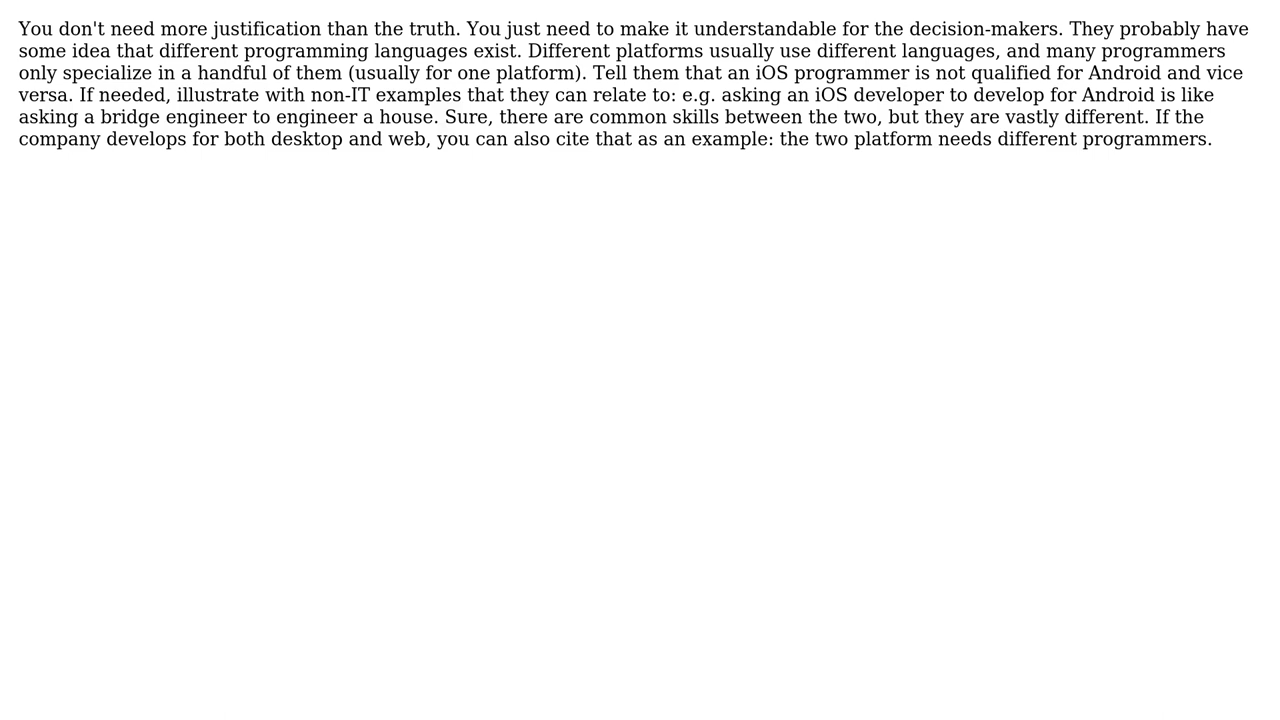 You don't need more justification than the truth. You just need to make it understandable for the decision-makers. They probably have
some idea that different programming languages exist. Different platforms usually use different languages, and many programmers
only specialize in a handful of them (usually for one platform). Tell them that an iOS programmer is not qualified for Android and vice
versa. If needed, illustrate with non-IT examples that they can relate to: e.g. asking an iOS developer to develop for Android is like
asking a bridge engineer to engineer a house. Sure, there are common skills between the two, but they are vastly different. If the
company develops for both desktop and web, you can also cite that as an example: the two platform needs different programmers.